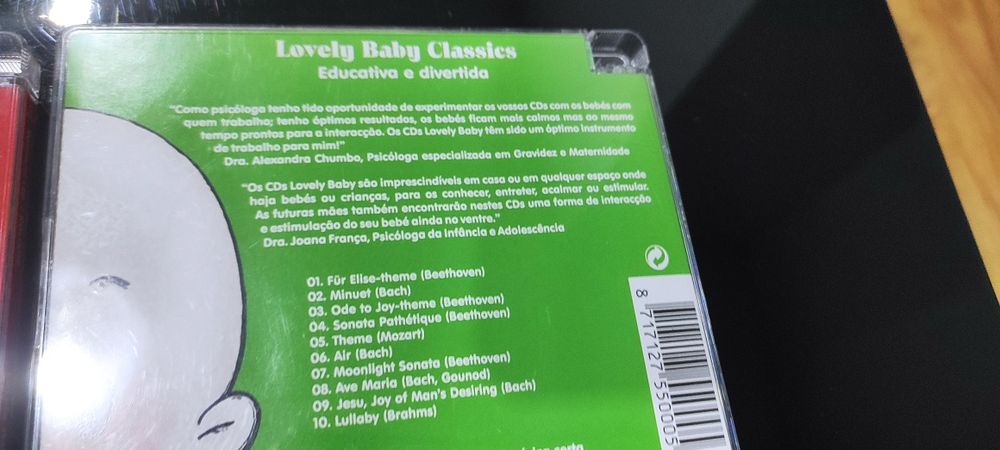 Lovely Baby Classics
Educativa e divertida
"Como psicóloga tenho tido oportunidade de experimentar os vossos CDs com os bebés com
quem trabalho; tenho óptimos resultados, os bebés ficam mais calmos mas ao mesmo
tempo prontos para a interacção. Os CDs Lovely Baby têm sido um óptimo instrumento
de trabalho para mim!"
Dra. Alexandra Chumbo, Psicóloga especializada em Gravidez e Maternidade
"Os CDs Lovely Baby são imprescindíveis em casa ou em qualquer espaço onde
haja bebés ou crianças, para os conhecer, entreter, acalmar ou estimular.
As futuras mães também encontrarão nestes CDs uma forma de interacção
e estimulação do seu bebé ainda no ventre."
Dra. Joana França, Psicóloga da Infância e Adolescência
01. Für Elise-theme (Beethoven)
02. Minuet (Bach)
03. Ode to Joy-theme (Beethoven)
04. Sonata Pathétique (Beethoven)
05. Theme (Mozart)
06. Air (Bach)
07. Moonlight Sonata (Beethoven)
08. Ave Maria (Bach, Gounod)
09. Jesu, Joy of Man's Desiring (Bach)
10. Lullaby (Brahms)
8 717127 550005
certa